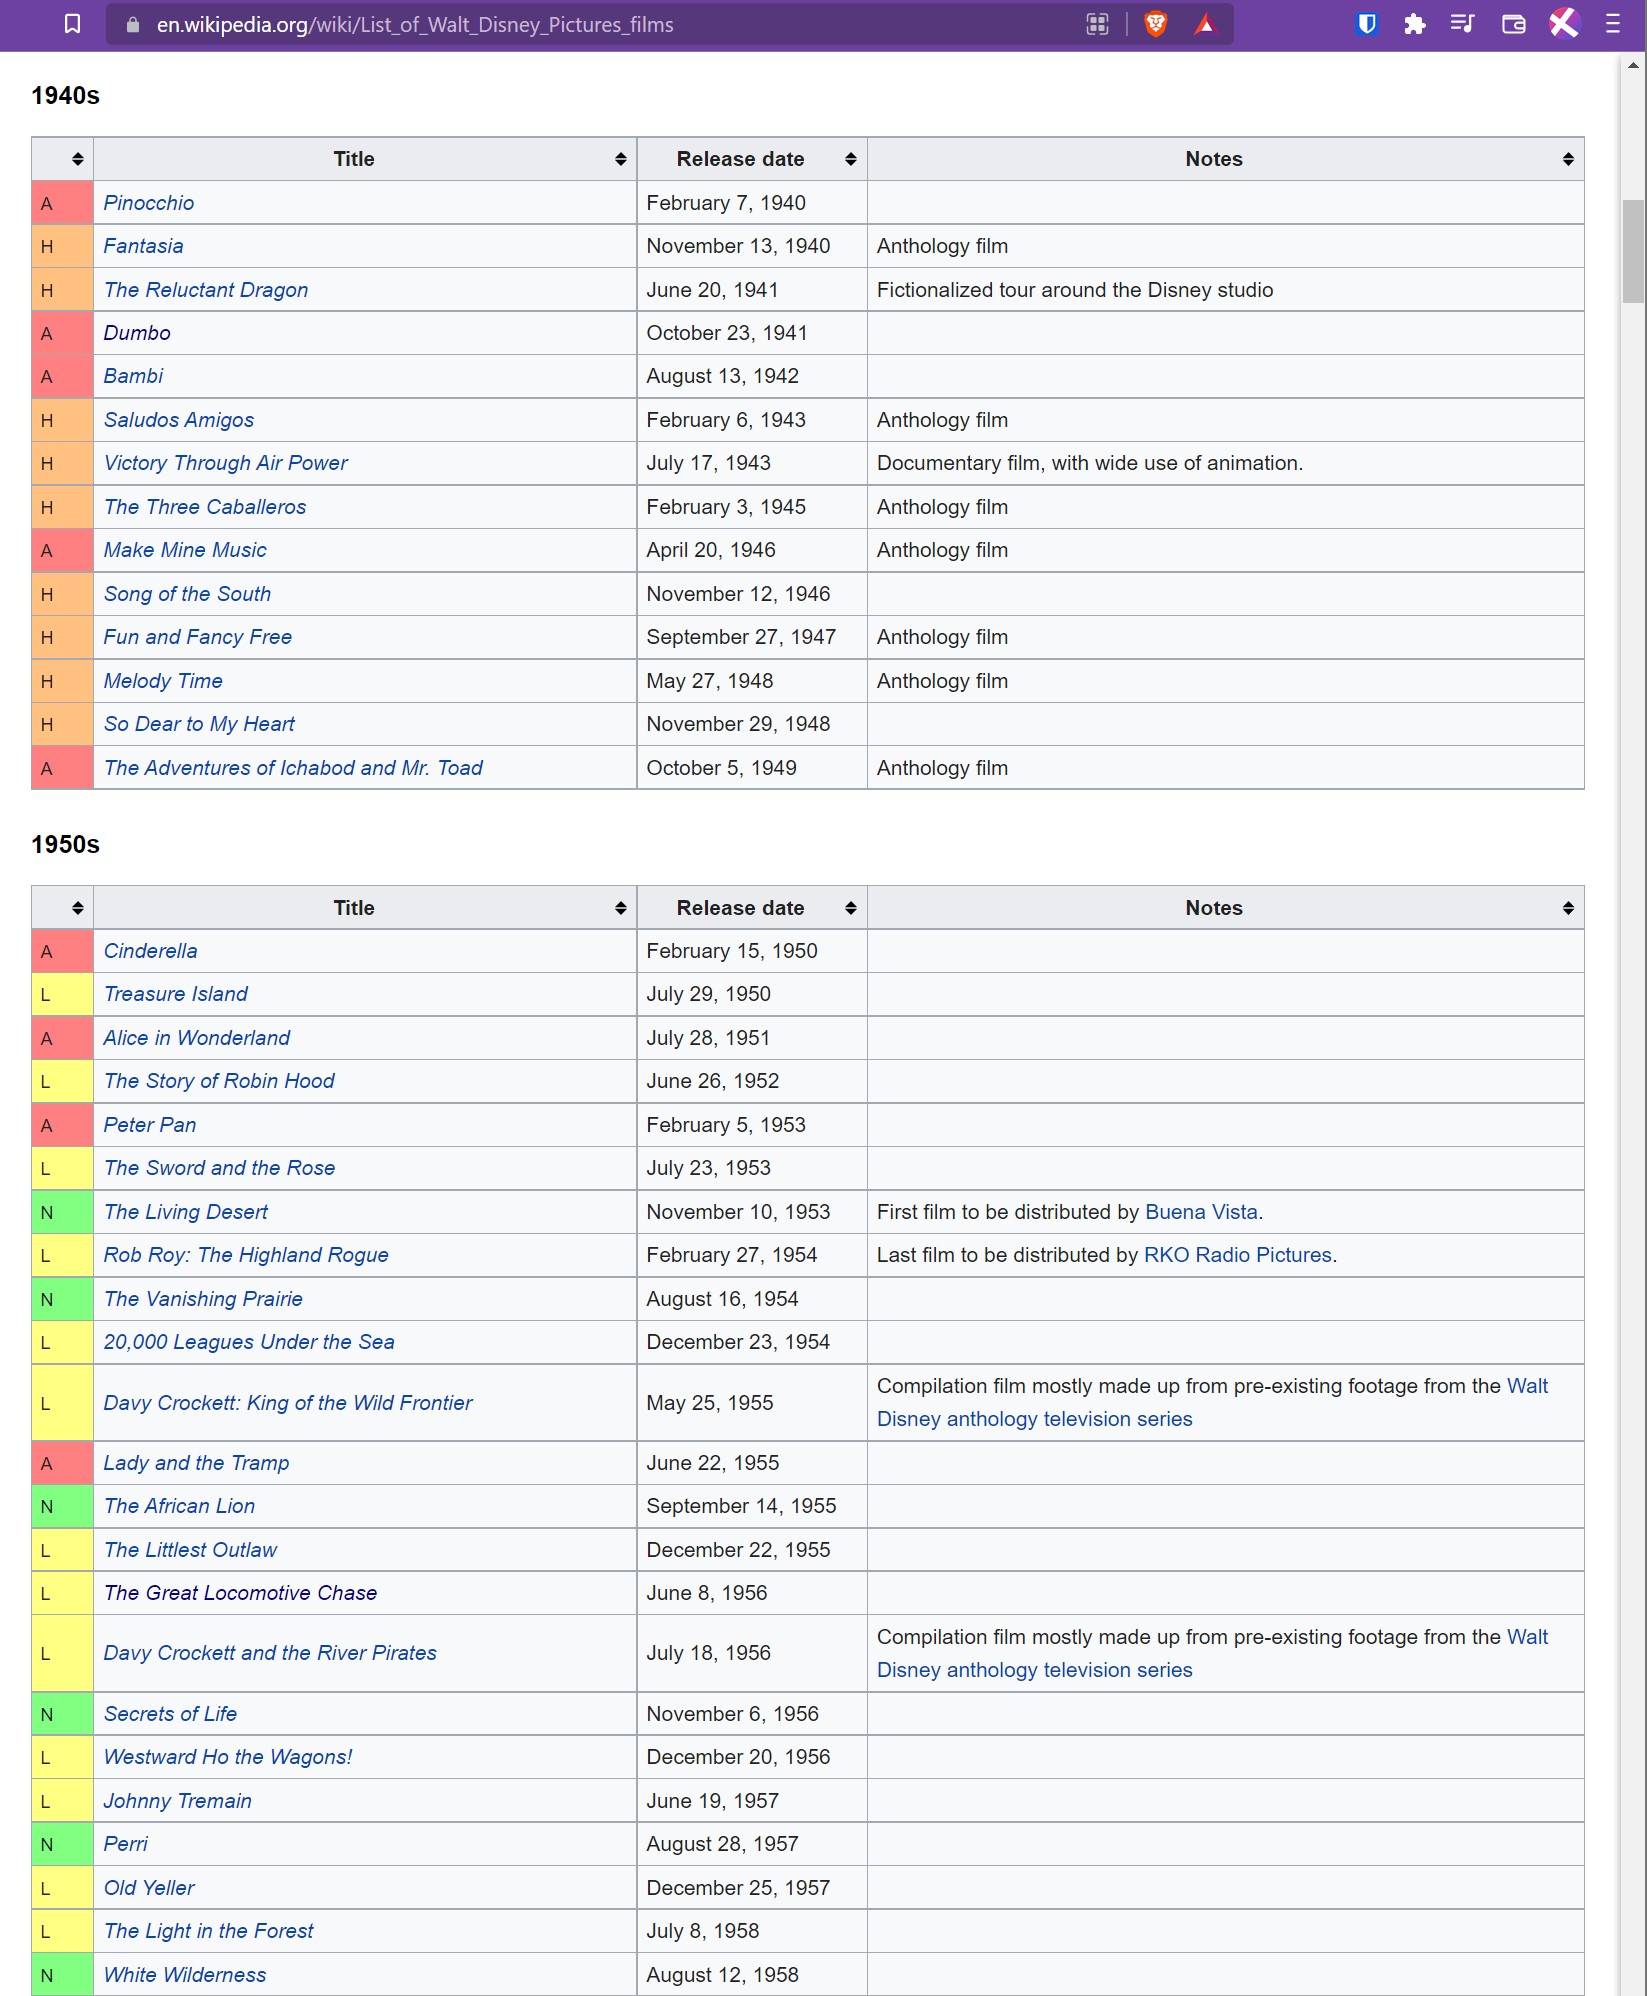 en.wikipedia.org/wiki/List_of_Walt_Disney_Pictures_films
1940s
Title Release date Notes
A Pinocchio February 7, 1940
H Fantasia November 13, 1940 Anthology film
H The Reluctant Dragon June 20, 1941 Fictionalized tour around the Disney studio
A Dumbo October 23, 1941
A Bambi August 13, 1942
H Saludos Amigos February 6, 1943 Anthology film
H Victory Through Air Power July 17, 1943 Documentary film, with wide use of animation.
H The Three Caballeros February 3, 1945 Anthology film
A Make Mine Music April 20, 1946 Anthology film
H Song of the South November 12, 1946
H Fun and Fancy Free September 27, 1947 Anthology film
H Melody Time May 27, 1948 Anthology film
H So Dear to My Heart November 29, 1948
A The Adventures of Ichabod and Mr. Toad October 5, 1949 Anthology film
1950s
Title Release date Notes
A Cinderella February 15, 1950
L Treasure Island July 29, 1950
A Alice in Wonderland July 28, 1951
L The Story of Robin Hood June 26, 1952
A Peter Pan February 5, 1953
L The Sword and the Rose July 23, 1953
N The Living Desert November 10, 1953 First film to be distributed by Buena Vista.
L Rob Roy: The Highland Rogue February 27, 1954 Last film to be distributed by RKO Radio Pictures.
N The Vanishing Prairie August 16, 1954
L 20,000 Leagues Under the Sea December 23, 1954
L Davy Crockett: King of the Wild Frontier May 25, 1955 Compilation film mostly made up from pre-existing footage from the Walt
Disney anthology television series
A Lady and the Tramp June 22, 1955
N The African Lion September 14, 1955
L The Littlest Outlaw December 22, 1955
L The Great Locomotive Chase June 8, 1956
L Davy Crockett and the River Pirates July 18, 1956 Compilation film mostly made up from pre-existing footage from the Walt
Disney anthology television series
N Secrets of Life November 6, 1956
L Westward Ho the Wagons! December 20, 1956
L Johnny Tremain June 19, 1957
N Perri August 28, 1957
L Old Yeller December 25, 1957
L The Light in the Forest July 8, 1958
N White Wilderness August 12, 1958